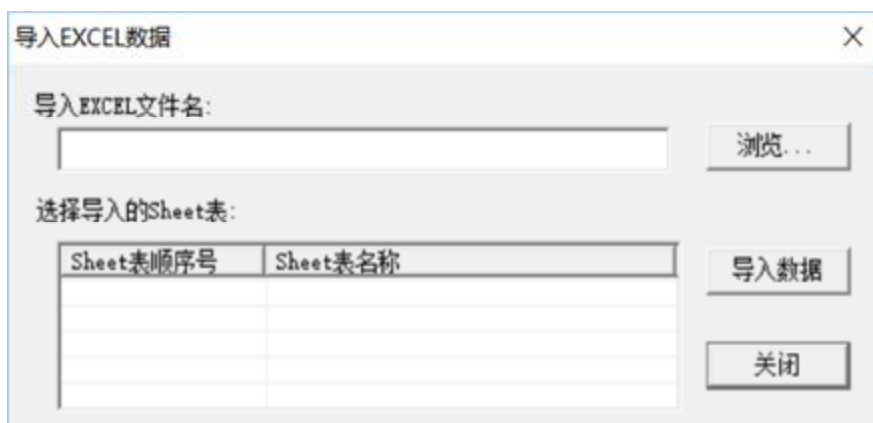 导入EXCEL数据
导入EXCEL文件名:
浏览...
选择导入的Sheet表:
Sheet表顺序号 Sheet表名称
导入数据
关闭